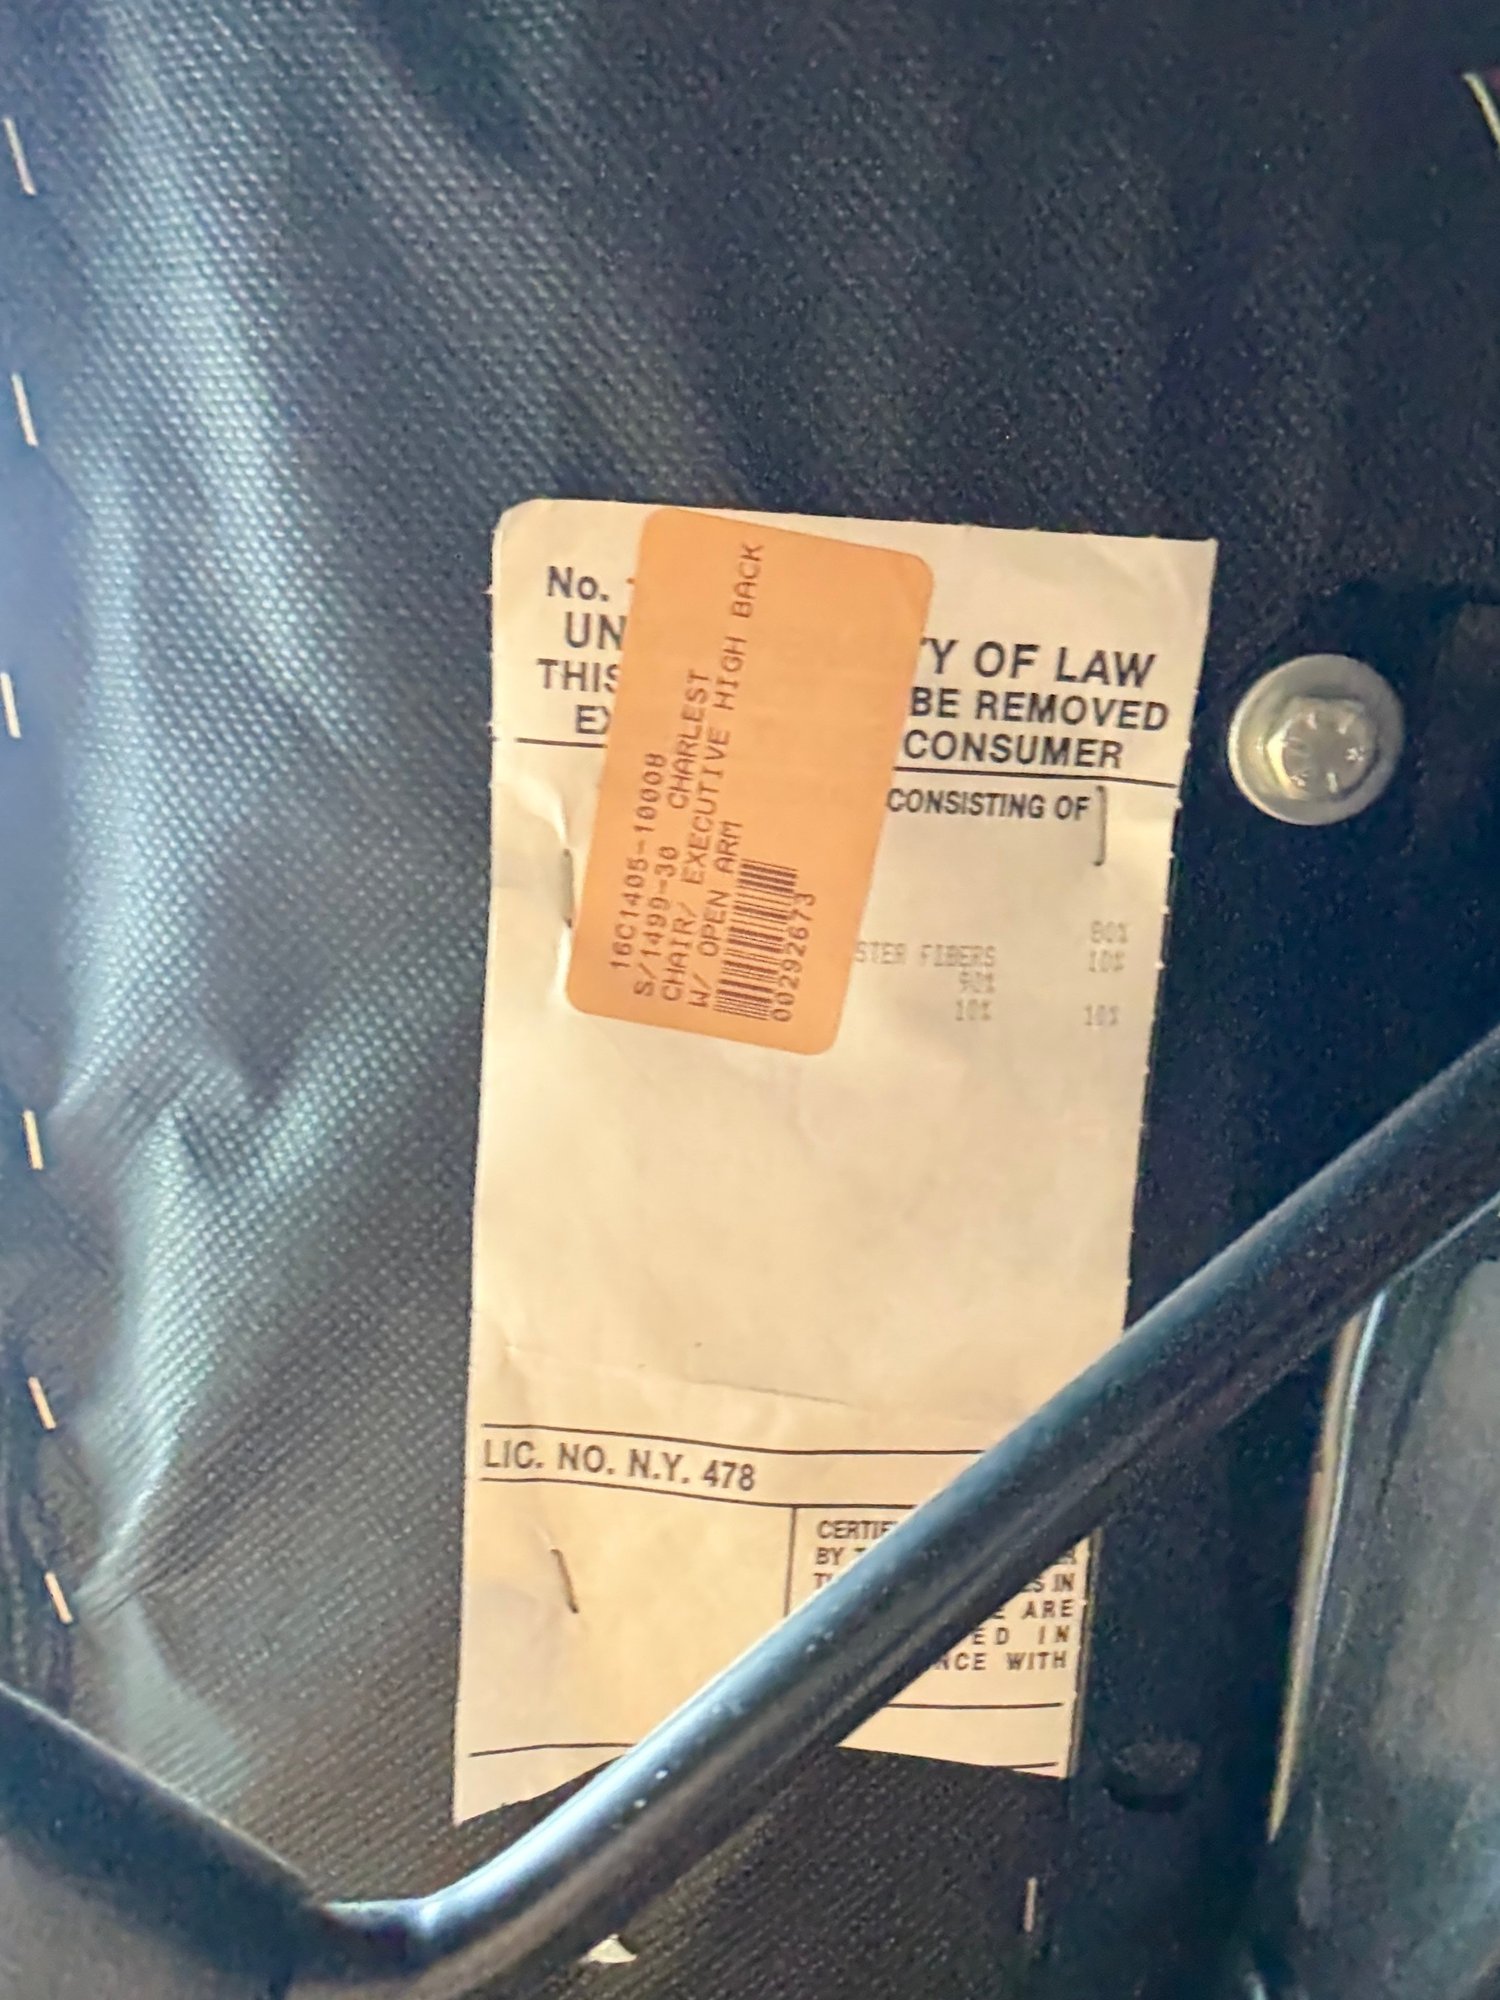 No.
UN
Y OF LAW
THIS
BE REMOVED
EX
CONSUMER
CONSISTING OF
80%
STER FIBERS 10%
90%
10% 10%
16C1405-10008
S/1499-30 CHARLEST
CHAIR/ EXECUTIVE HIGH BACK
W/ OPEN ARM
00292673
LIC. NO. N.Y. 478
CERTIF
BY
IN
ARE
IN
WITH